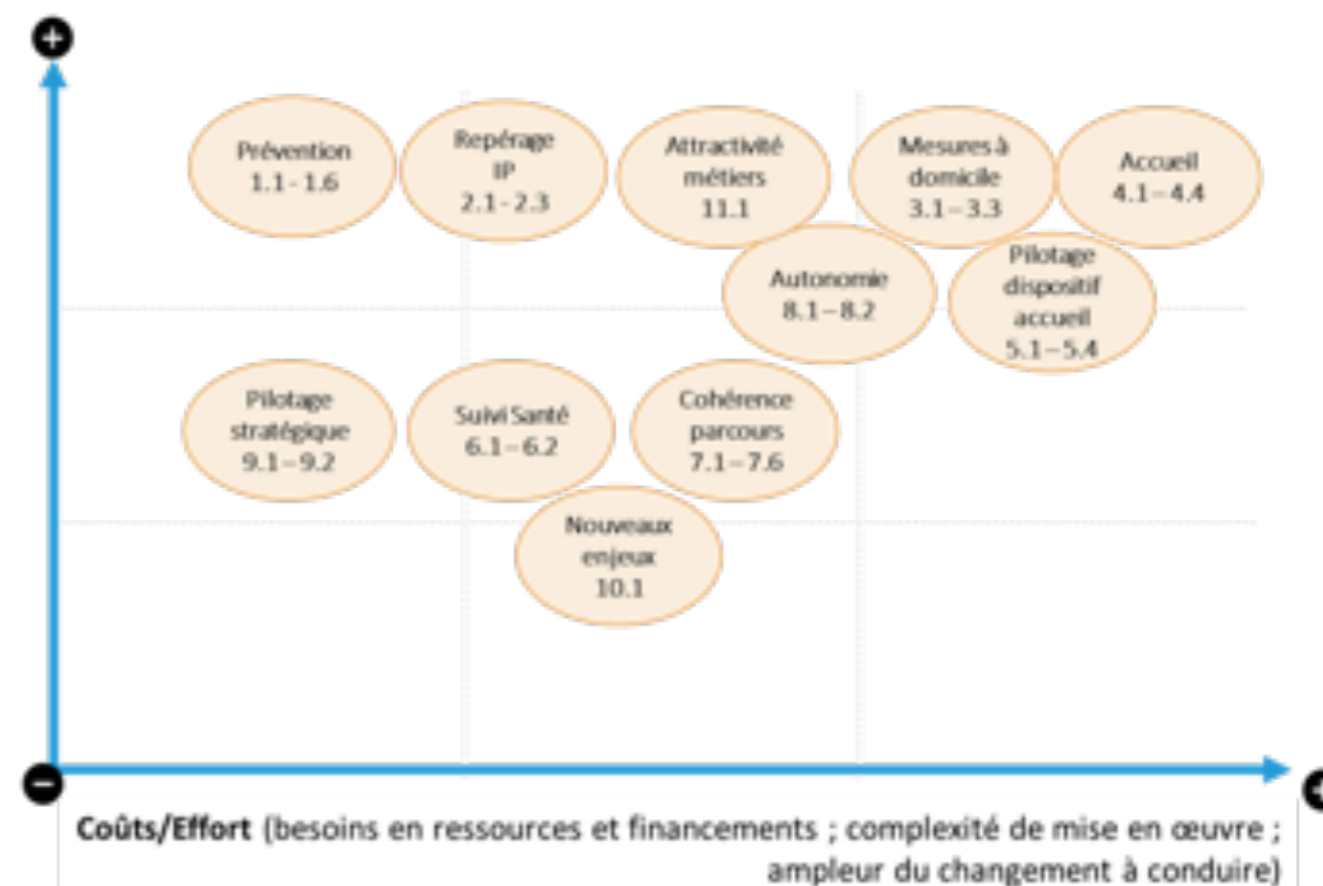 +
Prévention
1.1 - 1.6
Repérage
IP
2.1 - 2.3
Attractivité
métiers
11.1
Mesures à
domicile
3.1 – 3.3
Accueil
4.1 – 4.4
Autonomie
8.1 – 8.2
Pilotage
dispositif
accueil
5.1 – 5.4
Pilotage
stratégique
9.1 – 9.2
Suivi Santé
6.1 – 6.2
Cohérence
parcours
7.1 – 7.6
Nouveaux
enjeux
10.1
−
+
Coûts/Effort (besoins en ressources et financements ; complexité de mise en œuvre ;
ampleur du changement à conduire)